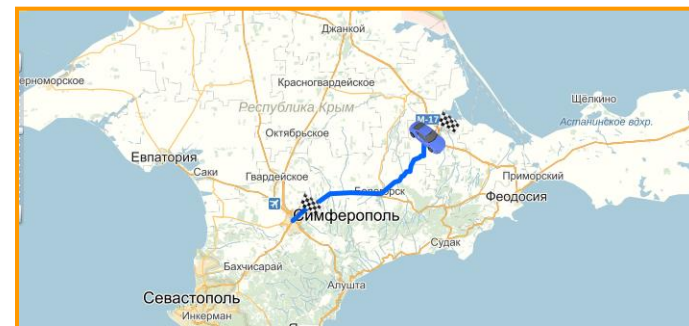 Джанкой
ерноморское
Красногвардейское
Щёлкино
Республика Крым
М-17
Астанинское вдхр.
Октябрьское
Евпатория
Саки
Гвардейское
Белогорск
Приморский
Феодосия
Симферополь
Судак
Бахчисарай
Алушта
Севастополь
Инкерман